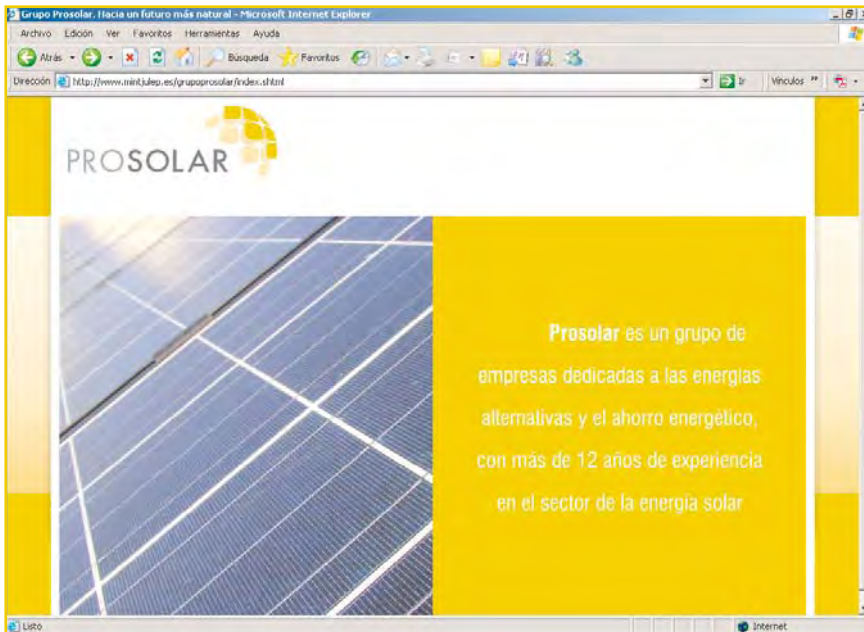 Grupo Prosolar, Hacia un futuro más natural - Microsoft Internet Explorer
Archivo Edición Ver Favoritos Herramientas Ayuda
Atrás Búsqueda Favoritos
Dirección http://www.mintjulep.es/grupoprosolar/index.shtml Ir Vínculos »
PROSOLAR
Prosolar es un grupo de
empresas dedicadas a las energías
alternativas y el ahorro energético,
con más de 12 años de experiencia
en el sector de la energía solar
Listo Internet